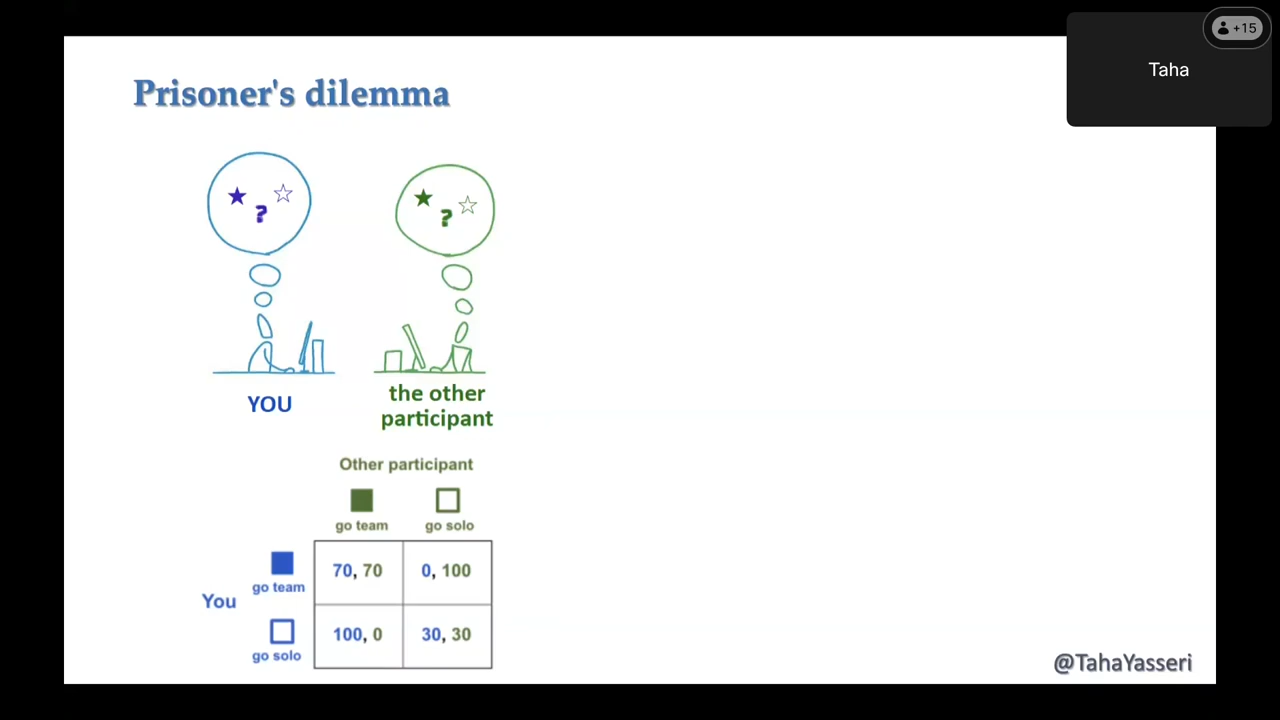 +15
Taha
Prisoner's dilemma
?
?
YOU
the other
participant
Other participant
go team
go solo
You
go team
70, 70
0, 100
go solo
100, 0
30, 30
@TahaYasseri